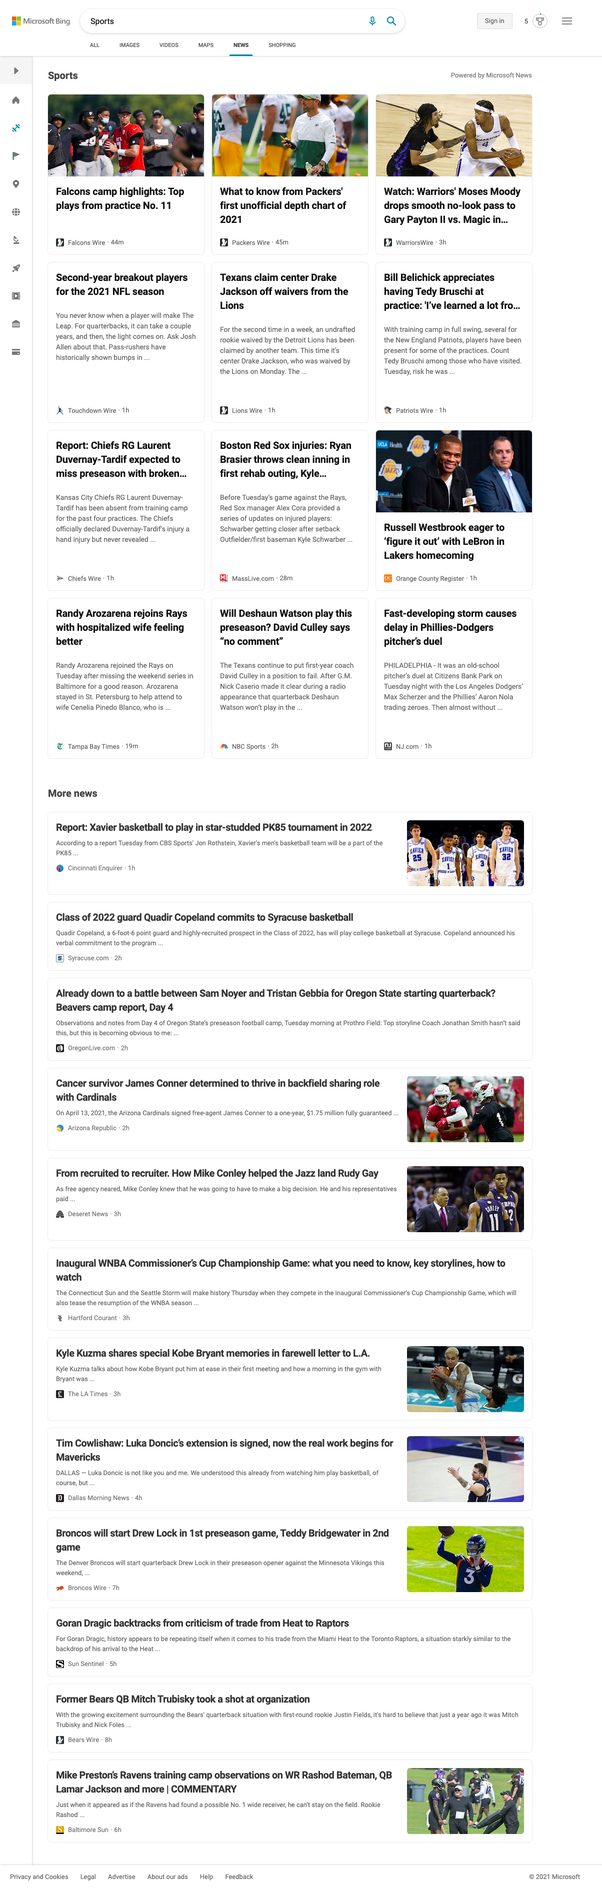 Microsoft Bing
Sports
Sign in
5
ALL
IMAGES
VIDEOS
MAPS
NEWS
SHOPPING
Sports
Powered by Microsoft News
Falcons camp highlights: Top
plays from practice No. 11
Falcons Wire · 44m
What to know from Packers'
first unofficial depth chart of
2021
Packers Wire · 45m
Watch: Warriors' Moses Moody
drops smooth no-look pass to
Gary Payton II vs. Magic in...
WarriorsWire · 3h
Second-year breakout players
for the 2021 NFL season
You never know when a player will make The
Leap. For quarterbacks, it can take a couple
years, and then, the light comes on. Ask Josh
Allen about that. Pass-rushers have
historically shown bumps in ...
Touchdown Wire · 1h
Texans claim center Drake
Jackson off waivers from the
Lions
For the second time in a week, an undrafted
rookie waived by the Detroit Lions has been
claimed by another team. This time it's
center Drake Jackson, who was waived by
the Lions on Monday. The ...
Lions Wire · 1h
Bill Belichick appreciates
having Tedy Bruschi at
practice: 'I've learned a lot fro...
With training camp in full swing, several for
the New England Patriots, players have been
present for some of the practices. Count
Tedy Bruschi among those who have visited.
Tuesday, risk he was ...
Patriots Wire · 1h
Report: Chiefs RG Laurent
Duvernay-Tardif expected to
miss preseason with broken...
Kansas City Chiefs RG Laurent Duvernay-
Tardif has been absent from training camp
for the past four practices. The Chiefs
officially declared Duvernay-Tardif's injury a
hand injury but never revealed ...
Chiefs Wire · 1h
Boston Red Sox injuries: Ryan
Brasier throws clean inning in
first rehab outing, Kyle...
Before Tuesday's game against the Rays,
Red Sox manager Alex Cora provided a
series of updates on injured players:
Schwarber getting closer after setback
Outfielder/first baseman Kyle Schwarber ...
MassLive.com · 28m
Russell Westbrook eager to
‘figure it out’ with LeBron in
Lakers homecoming
Orange County Register · 1h
Randy Arozarena rejoins Rays
with hospitalized wife feeling
better
Randy Arozarena rejoined the Rays on
Tuesday after missing the weekend series in
Baltimore for a good reason. Arozarena
stayed in St. Petersburg to help attend to
wife Cenelia Pinedo Blanco, who is ...
Tampa Bay Times · 19m
Will Deshaun Watson play this
preseason? David Culley says
“no comment”
The Texans continue to put first-year coach
David Culley in a position to fail. After G.M.
Nick Caserio made it clear during a radio
appearance that quarterback Deshaun
Watson won't play in the ...
NBC Sports · 2h
Fast-developing storm causes
delay in Phillies-Dodgers
pitcher’s duel
PHILADELPHIA - It was an old-school
pitcher's duel at Citizens Bank Park on
Tuesday night with the Los Angeles Dodgers’
Max Scherzer and the Phillies’ Aaron Nola
trading zeroes. Then almost without ...
NJ.com · 1h
More news
Report: Xavier basketball to play in star-studded PK85 tournament in 2022
According to a report Tuesday from CBS Sports' Jon Rothstein, Xavier's men's basketball team will be a part of the
PK85 ...
Cincinnati Enquirer · 1h
Class of 2022 guard Quadir Copeland commits to Syracuse basketball
Quadir Copeland, a 6-foot-6 point guard and highly-recruited prospect in the Class of 2022, has will play college basketball at Syracuse. Copeland announced his
verbal commitment to the program ...
Syracuse.com · 2h
Already down to a battle between Sam Noyer and Tristan Gebbia for Oregon State starting quarterback?
Beavers camp report, Day 4
Observations and notes from Day 4 of Oregon State’s preseason football camp, Tuesday morning at Prothro Field: Top storyline Coach Jonathan Smith hasn't said
this, but this is becoming obvious to me: ...
OregonLive.com · 2h
Cancer survivor James Conner determined to thrive in backfield sharing role
with Cardinals
On April 13, 2021, the Arizona Cardinals signed free-agent James Conner to a one-year, $1.75 million fully guaranteed ...
Arizona Republic · 2h
From recruited to recruiter. How Mike Conley helped the Jazz land Rudy Gay
As free agency neared, Mike Conley knew that he was going to have to make a big decision. He and his representatives
paid ...
Deseret News · 3h
Inaugural WNBA Commissioner’s Cup Championship Game: what you need to know, key storylines, how to
watch
The Connecticut Sun and the Seattle Storm will make history Thursday when they compete in the inaugural Commissioner's Cup Championship Game, which will
also tease the resumption of the WNBA season ...
Hartford Courant · 3h
Kyle Kuzma shares special Kobe Bryant memories in farewell letter to L.A.
Kyle Kuzma talks about how Kobe Bryant put him at ease in their first meeting and how a morning in the gym with
Bryant was ...
The LA Times · 3h
Tim Cowlishaw: Luka Doncic’s extension is signed, now the real work begins for
Mavericks
DALLAS — Luka Doncic is not like you and me. We understood this already from watching him play basketball, of
course, but ...
Dallas Morning News · 4h
Broncos will start Drew Lock in 1st preseason game, Teddy Bridgewater in 2nd
game
The Denver Broncos will start quarterback Drew Lock in their preseason opener against the Minnesota Vikings this
weekend, ...
Broncos Wire · 7h
Goran Dragic backtracks from criticism of trade from Heat to Raptors
For Goran Dragic, history appears to be repeating itself when it comes to his trade from the Miami Heat to the Toronto Raptors, a situation starkly similar to the
backdrop of his arrival to the Heat ...
Sun Sentinel · 5h
Former Bears QB Mitch Trubisky took a shot at organization
With the growing excitement surrounding the Bears' quarterback situation with first-round rookie Justin Fields, it's hard to believe that just a year ago it was Mitch
Trubisky and Nick Foles ...
Bears Wire · 8h
Mike Preston’s Ravens training camp observations on WR Rashod Bateman, QB
Lamar Jackson and more | COMMENTARY
Just when it appeared as if the Ravens had found a possible No. 1 wide receiver, he can't stay on the field. Rookie
Rashod ...
Baltimore Sun · 6h
Privacy and Cookies
Legal
Advertise
About our ads
Help
Feedback
© 2021 Microsoft